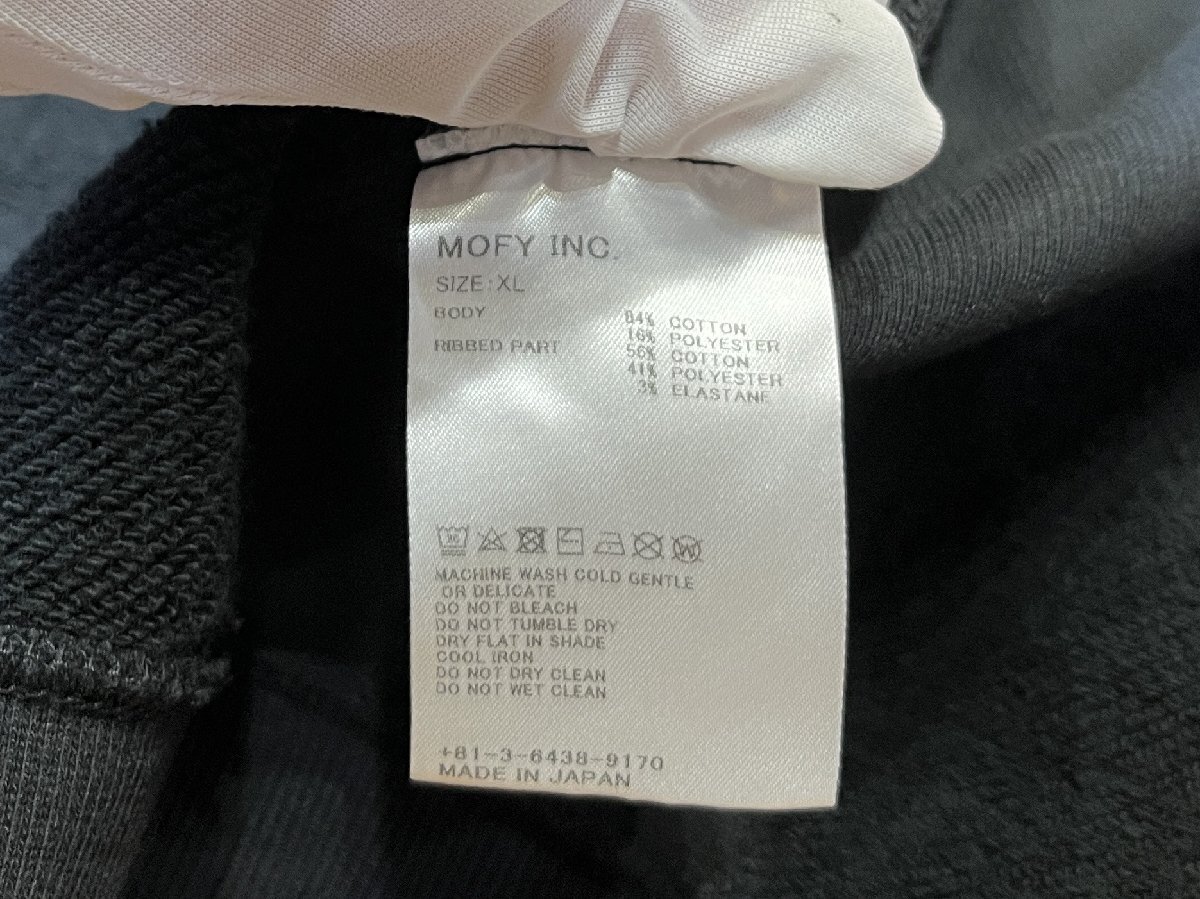 MOFY INC.
SIZE:XL
BODY 84% COTTON
16% POLYESTER
RIBBED PART 56% COTTON
41% POLYESTER
3% ELASTANE
MACHINE WASH COLD GENTLE
OR DELICATE
DO NOT BLEACH
DO NOT TUMBLE DRY
DRY FLAT IN SHADE
COOL IRON
DO NOT DRY CLEAN
DO NOT WET CLEAN
+81-3-6438-9170
MADE IN JAPAN